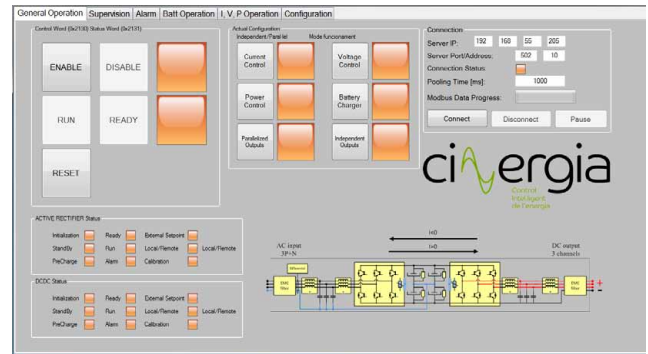 General Operation Supervision Alarm Batt Operation I, V, P Operation Configuration
Control Word (0x2130) Status Word (0x2131)
ENABLE DISABLE
RUN READY
RESET
Actual Configuration
Independent/Parallel Mode funcionament
Current Control
Voltage Control
Power Control
Battery Charger
Parallelized Outputs
Independent Outputs
Connection
Server IP: 192 168 55 205
Server Port/Address: 502 10
Connection Status:
Pooling Time [ms]: 1000
Modbus Data Progress:
Connect Disconnect Pause
cinergia
Control
Intel·ligent
de l'energia
ACTIVE RECTIFIER Status
Initialization Ready External Setpoint
StandBy Run Local/Remote Local/Remote
PreCharge Alarm Calibration
DCDC Status
Initialization Ready External Setpoint
StandBy Run Local/Remote Local/Remote
PreCharge Alarm Calibration
i<0
i>0
AC input
3P+N
DC output
3 channels
EMC
filter
EMC
filter